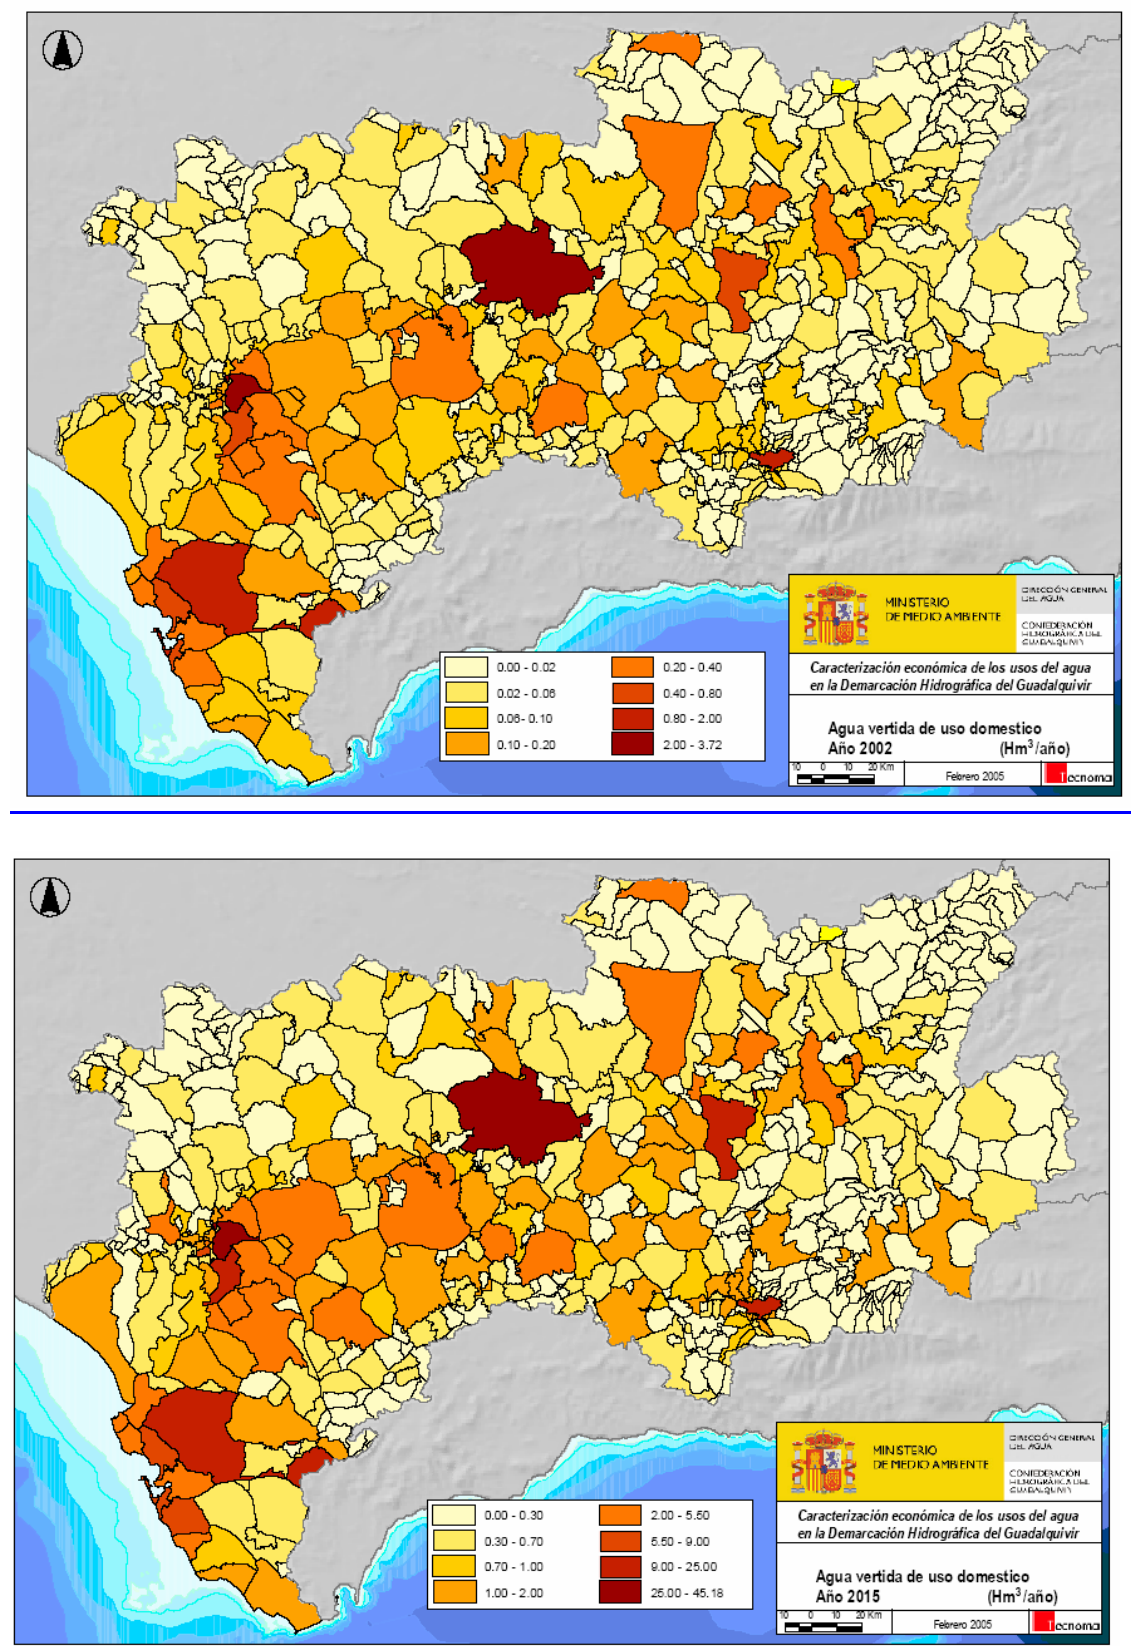 0.00 - 0.02
0.02 - 0.06
0.06- 0.10
0.10 - 0.20
0.20 - 0.40
0.40 - 0.80
0.80 - 2.00
2.00 - 3.72
MINISTERIO
DE MEDIO AMBIENTE
DIRECCIÓN GENERAL
DEL AGUA
CONFEDERACIÓN
HIDROGRÁFICA DEL
GUADALQUIVIR
Caracterización económica de los usos del agua
en la Demarcación Hidrográfica del Guadalquivir
Agua vertida de uso domestico
Año 2002 (Hm³/año)
10 0 10 20 Km
Febrero 2005
Tecnoma
0.00 - 0.30
0.30 - 0.70
0.70 - 1.00
1.00 - 2.00
2.00 - 5.50
5.50 - 9.00
9.00 - 25.00
25.00 - 45.18
MINISTERIO
DE MEDIO AMBIENTE
DIRECCIÓN GENERAL
DEL AGUA
CONFEDERACIÓN
HIDROGRÁFICA DEL
GUADALQUIVIR
Caracterización económica de los usos del agua
en la Demarcación Hidrográfica del Guadalquivir
Agua vertida de uso domestico
Año 2015 (Hm³/año)
10 0 10 20 Km
Febrero 2005
Tecnoma